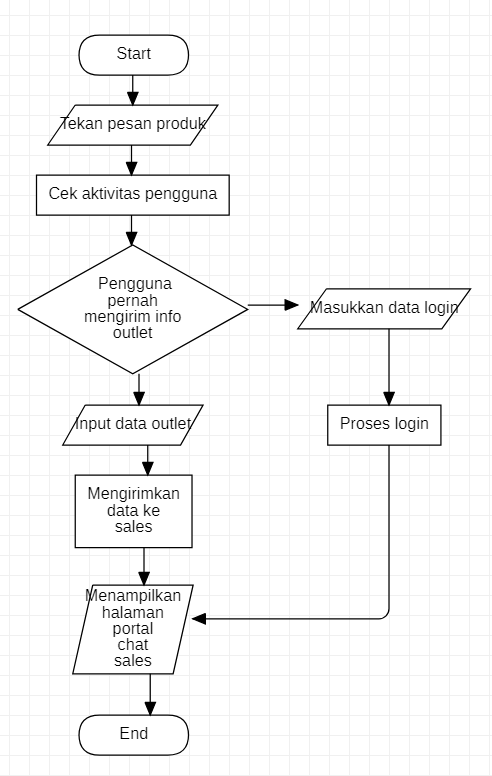 Start
Tekan pesan produk
Cek aktivitas pengguna
Pengguna
pernah
mengirim info
outlet
Masukkan data login
Input data outlet
Proses login
Mengirimkan
data ke
sales
Menampilkan
halaman
portal
chat
sales
End